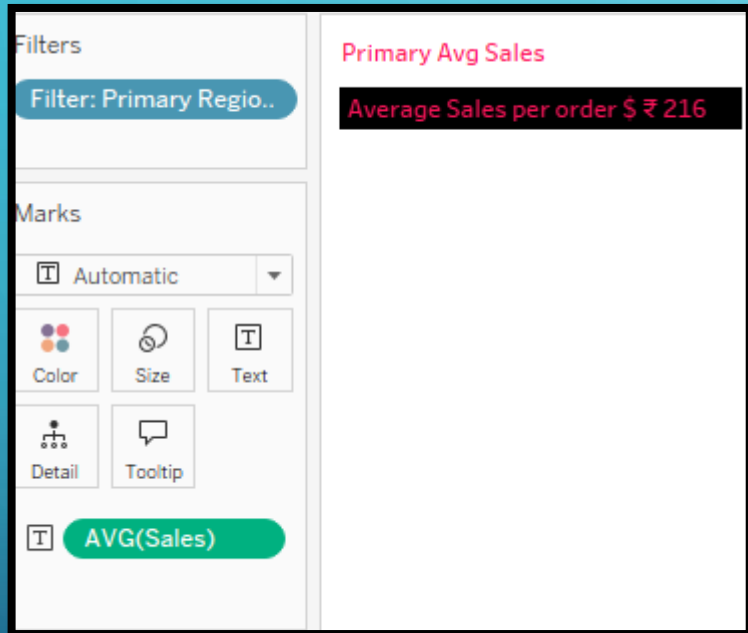 Filters
Filter: Primary Regio..
Marks
Automatic
Color Size Text
Detail Tooltip
AVG(Sales)
Primary Avg Sales
Average Sales per order $ ₹ 216